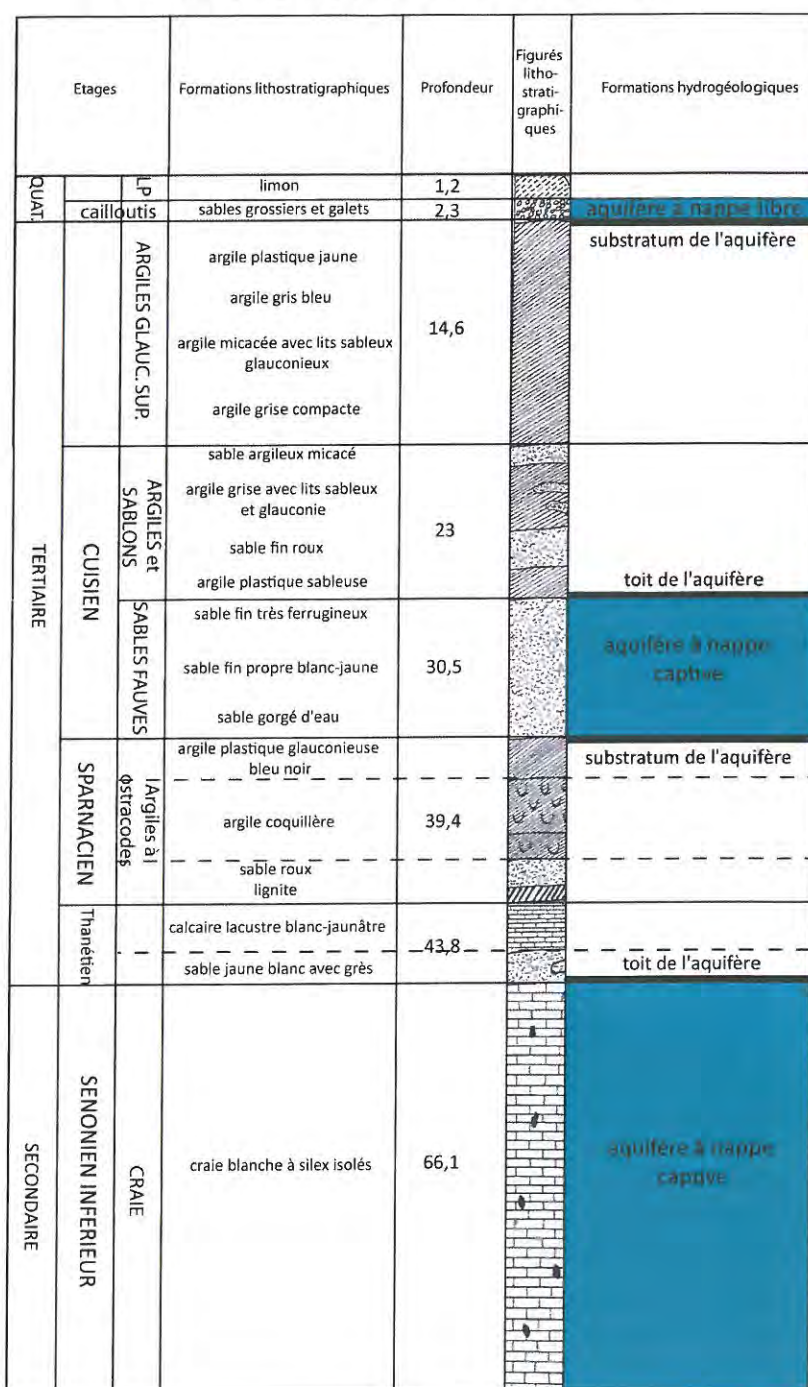 Etages
Formations lithostratigraphiques
Profondeur
Figurés
litho-
strati-
graphi-
ques
Formations hydrogéologiques
QUAT.
LP
limon
1,2
cailloutis
sables grossiers et galets
2,3
aquifère à nappe libre
TERTIAIRE
ARGILES GLAUC. SUP.
argile plastique jaune
argile gris bleu
argile micacée avec lits sableux
glauconieux
argile grise compacte
14,6
substratum de l'aquifère
CUISIEN
ARGILES et
SABLONS
sable argileux micacé
argile grise avec lits sableux
et glauconie
sable fin roux
argile plastique sableuse
23
toit de l'aquifère
SABLES FAUVES
sable fin très ferrugineux
sable fin propre blanc-jaune
sable gorgé d'eau
30,5
aquifère à nappe
captive
SPARNACIEN
Argiles à
ostracodes
argile plastique glauconieuse
bleu noir
argile coquillère
sable roux
lignite
39,4
substratum de l'aquifère
Thanétien
calcaire lacustre blanc-jaunâtre
sable jaune blanc avec grès
43,8
toit de l'aquifère
SECONDAIRE
SENONIEN INFERIEUR
CRAIE
craie blanche à silex isolés
66,1
aquifère à nappe
captive